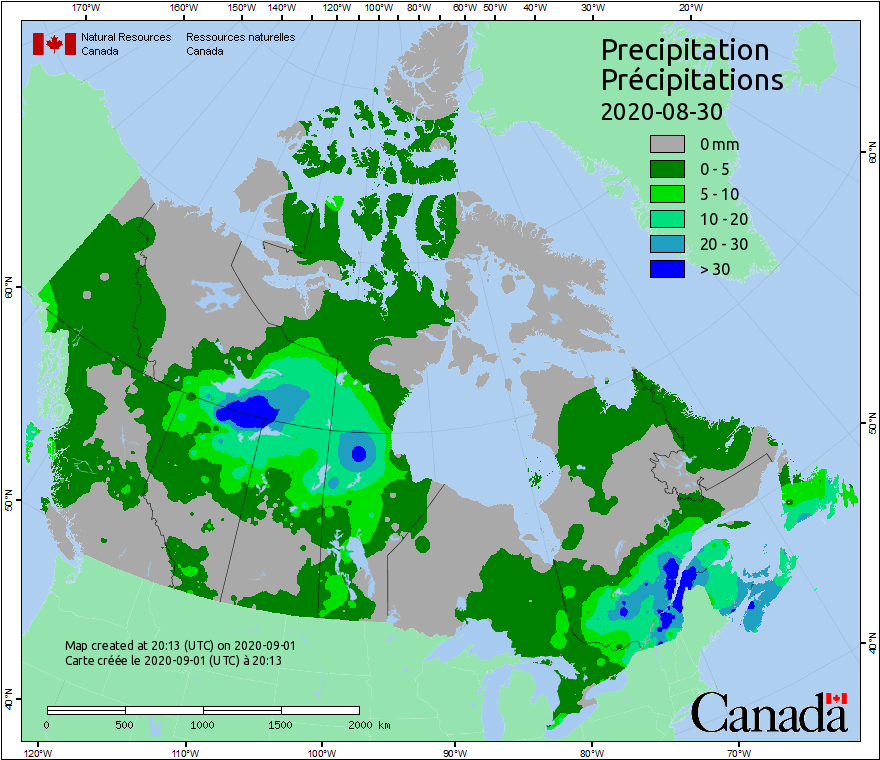 170°W 160°W 150°W 140°W 130°W 120°W 110°W 100°W 90°W 80°W 60°W 50°W 40°W 30°W 20°W
Natural Resources Ressources naturelles
Canada Canada
Precipitation
Précipitations
2020-08-30
0 mm
0 - 5
5 - 10
10 - 20
20 - 30
> 30
60°N
60°N
50°N
50°N
40°N
40°N
Map created at 20:13 (UTC) on 2020-09-01
Carte créée le 2020-09-01 (UTC) à 20:13
0 500 1000 1500 2000 km
Canada
120°W 110°W 100°W 90°W 80°W 70°W